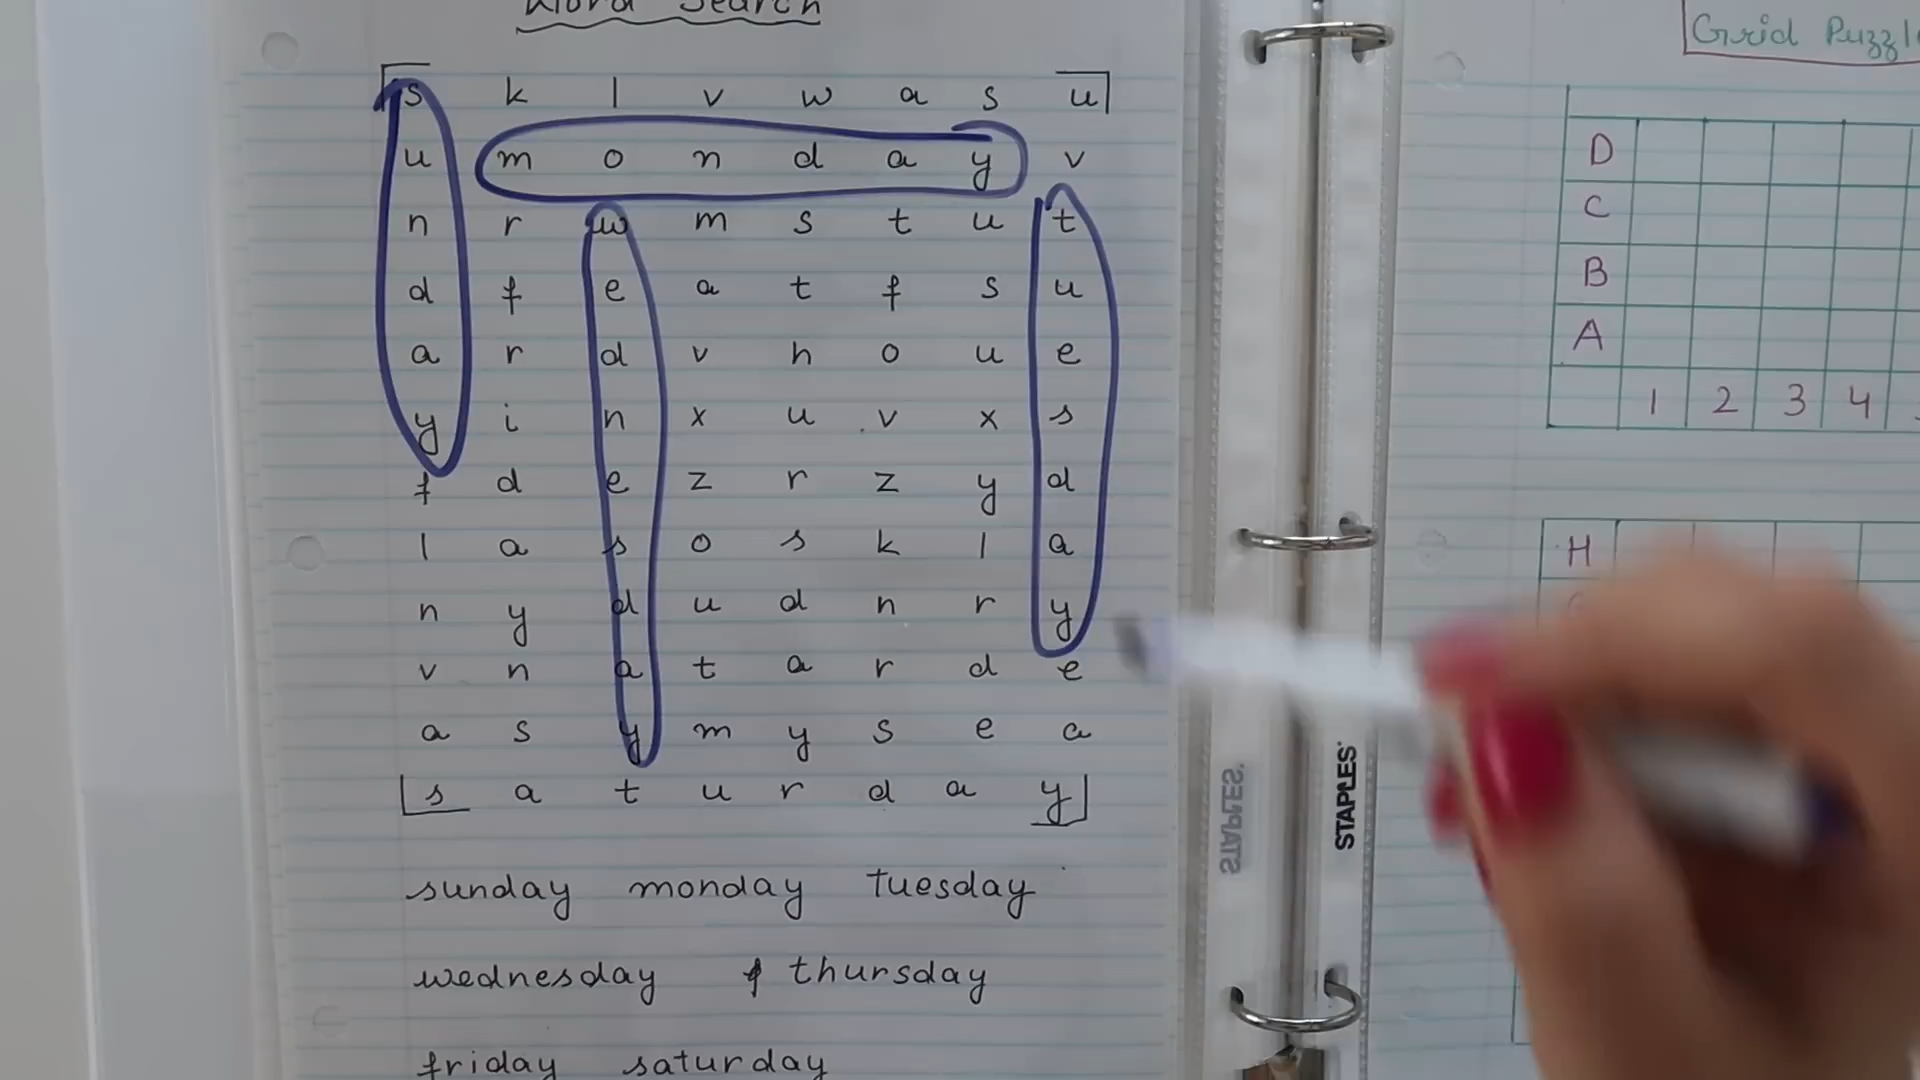 Word Search
s k l v w a s u
u m o n d a y v
n r w m s t u t
d f e a t f s u
a r d v h o u e
y i n x u v x s
f d e z r z y d
l a s o s k l a
n y d u d n r y
v n a t a r d e
a s y m y s e a
s a t u r d a y
sunday monday tuesday
wednesday thursday
friday saturday
STAPLES
Grid Puzzle
D
C
B
A
1 2 3 4
H